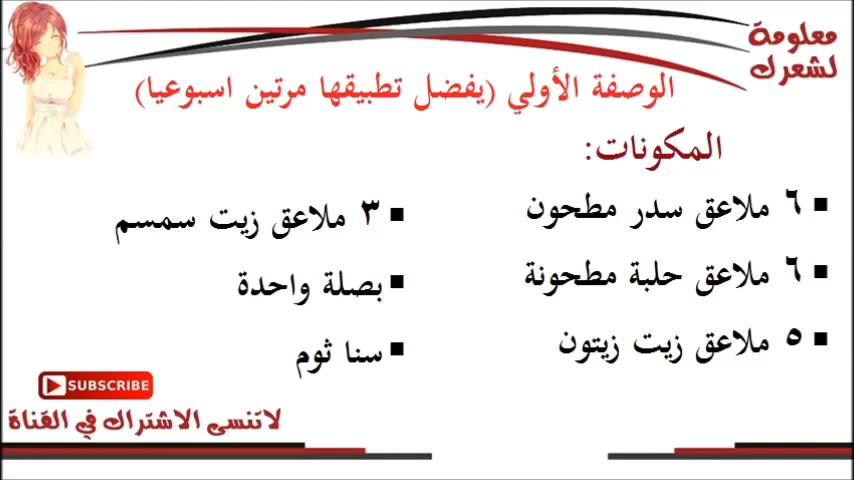 معلومة
لشعرك
الوصفة الأولي (يفضل تطبيقها مرتين اسبوعيا)
المكونات:
▪ ٦ ملاعق سدر مطحون
▪ ٦ ملاعق حلبة مطحونة
▪ ٥ ملاعق زيت زيتون
▪ ٣ ملاعق زيت سمسم
▪ بصلة واحدة
▪ سنا ثوم
SUBSCRIBE
لاتنسى الاشتراك في القناة